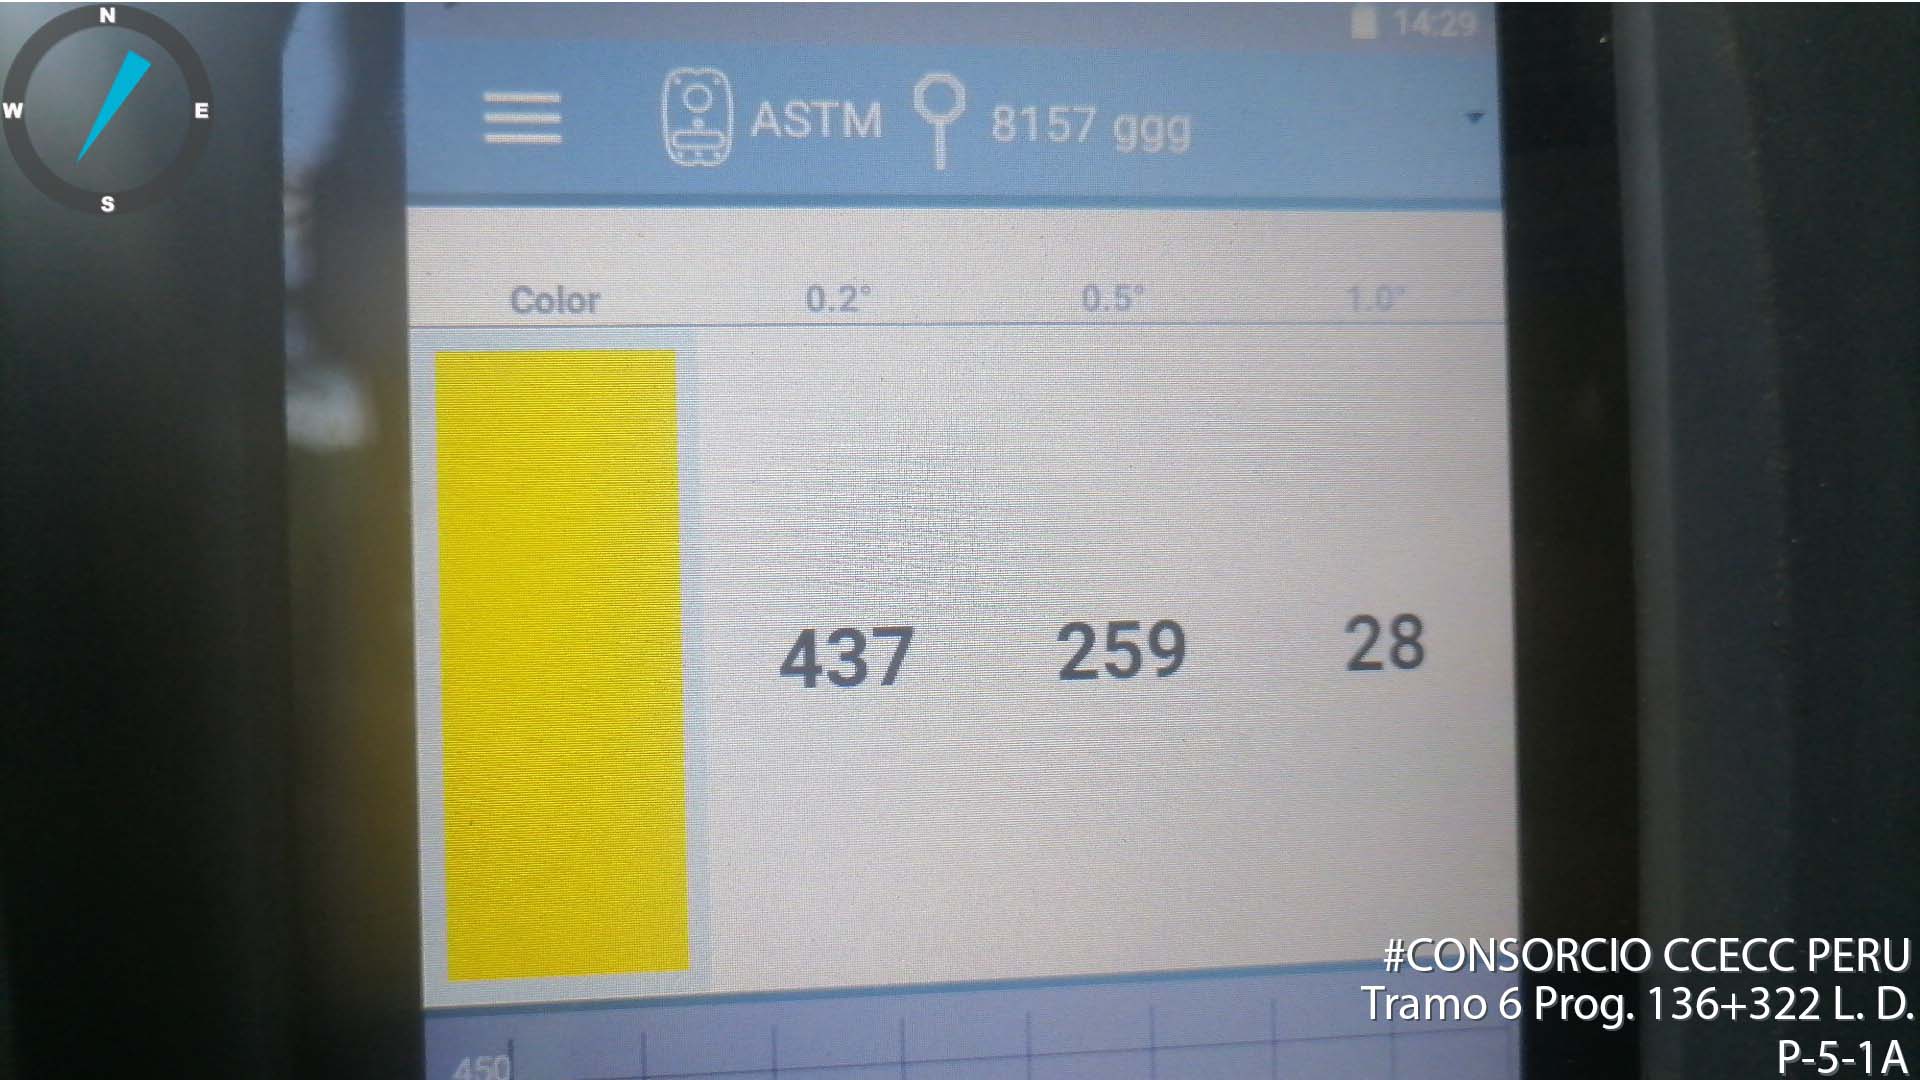 N
W E
S
14:29
ASTM 8157 ggg
Color 0.2° 0.5° 1.0°
437 259 28
450
#CONSORCIO CCECC PERU
Tramo 6 Prog. 136+322 L. D.
P-5-1A